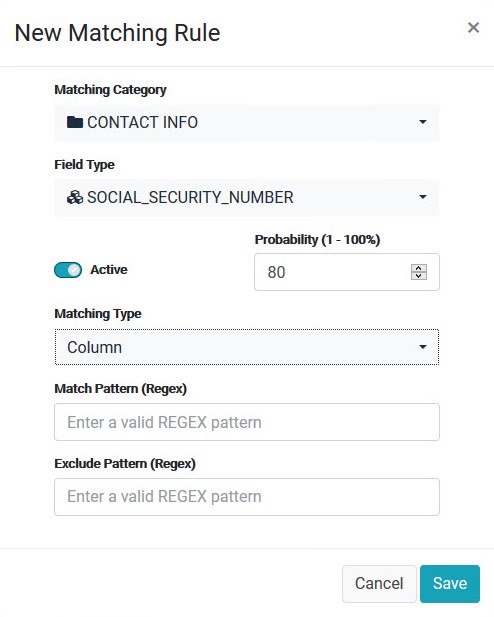 New Matching Rule
×
Matching Category
CONTACT INFO
Field Type
SOCIAL_SECURITY_NUMBER
Probability (1 - 100%)
Active
80
Matching Type
Column
Match Pattern (Regex)
Enter a valid REGEX pattern
Exclude Pattern (Regex)
Enter a valid REGEX pattern
Cancel
Save